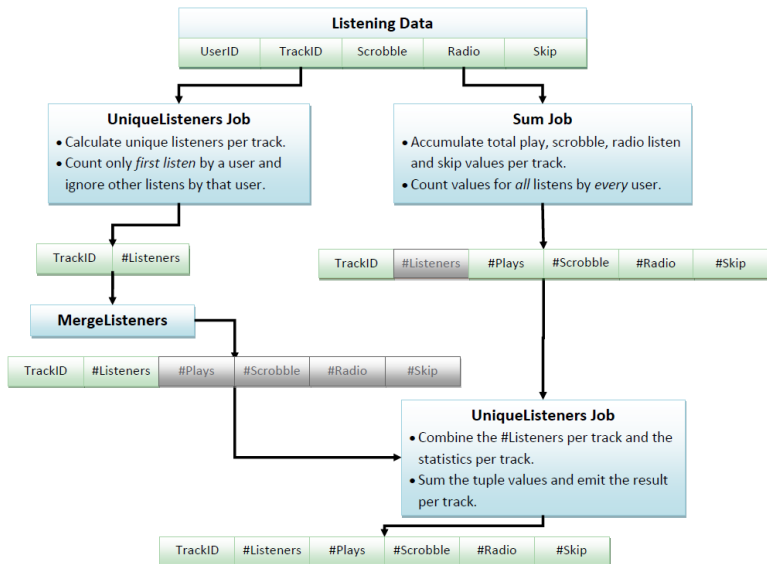 Listening Data
UserID TrackID Scrobble Radio Skip
UniqueListeners Job
• Calculate unique listeners per track.
• Count only first listen by a user and
ignore other listens by that user.
Sum Job
• Accumulate total play, scrobble, radio listen
and skip values per track.
• Count values for all listens by every user.
TrackID #Listeners
TrackID #Listeners #Plays #Scrobble #Radio #Skip
MergeListeners
TrackID #Listeners #Plays #Scrobble #Radio #Skip
UniqueListeners Job
• Combine the #Listeners per track and the
statistics per track.
• Sum the tuple values and emit the result
per track.
TrackID #Listeners #Plays #Scrobble #Radio #Skip